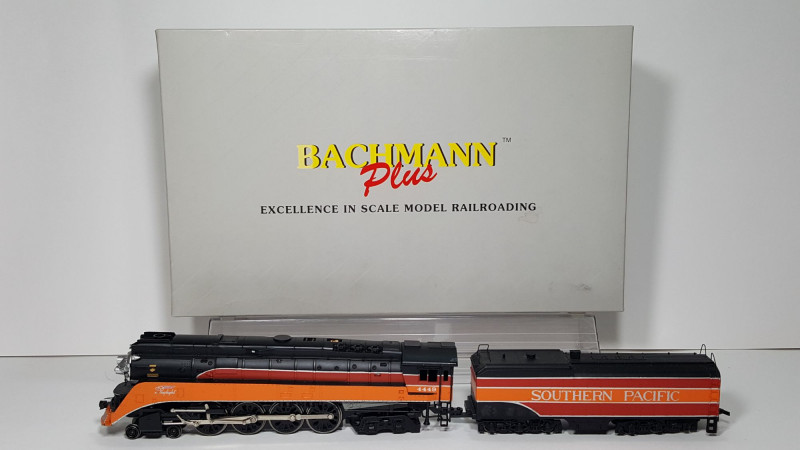 BACHMANN™
Plus
EXCELLENCE IN SCALE MODEL RAILROADING
4449
SOUTHERN PACIFIC